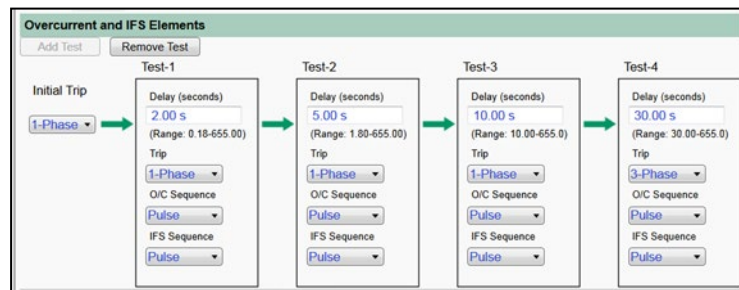 Overcurrent and IFS Elements
Add Test Remove Test
Test-1 Test-2 Test-3 Test-4
Initial Trip
1-Phase
Delay (seconds) Delay (seconds) Delay (seconds) Delay (seconds)
2.00 s 5.00 s 10.00 s 30.00 s
(Range: 0.18-655.00) (Range: 1.80-655.00) (Range: 10.00-655.0) (Range: 30.00-655.0)
Trip Trip Trip Trip
1-Phase 1-Phase 1-Phase 3-Phase
O/C Sequence O/C Sequence O/C Sequence O/C Sequence
Pulse Pulse Pulse Pulse
IFS Sequence IFS Sequence IFS Sequence IFS Sequence
Pulse Pulse Pulse Pulse